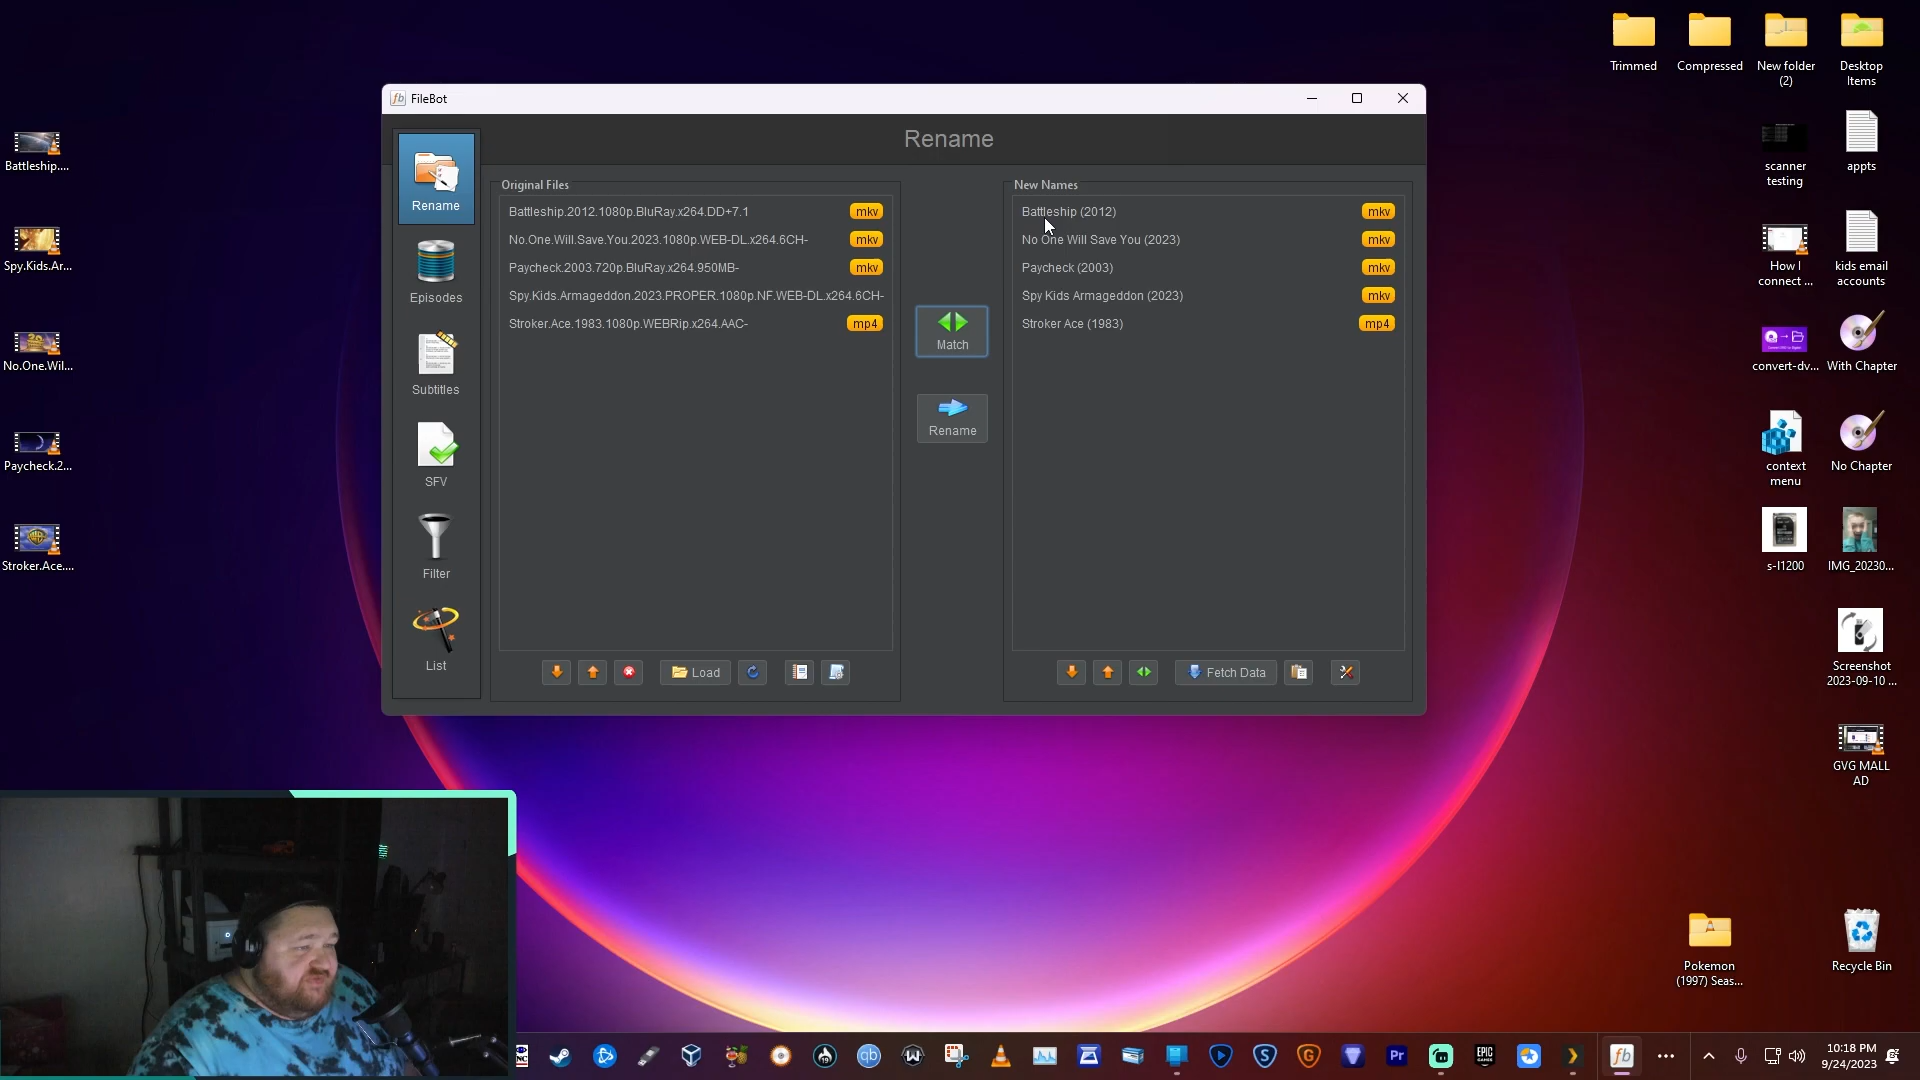 FileBot
Rename
Rename
Episodes
Subtitles
SFV
Filter
List
Original Files
Battleship.2012.1080p.BluRay.x264.DD+7.1 mkv
No.One.Will.Save.You.2023.1080p.WEB-DL.x264.6CH- mkv
Paycheck.2003.720p.BluRay.x264.950MB- mkv
Spy.Kids.Armageddon.2023.PROPER.1080p.NF.WEB-DL.x264.6CH-
Stroker.Ace.1983.1080p.WEBRip.x264.AAC- mp4
Load
Match
Rename
New Names
Battleship (2012) mkv
No One Will Save You (2023) mkv
Paycheck (2003) mkv
Spy Kids Armageddon (2023) mkv
Stroker Ace (1983) mp4
Fetch Data
Battleship....
Spy.Kids.Ar...
No.One.Wil...
Paycheck.2...
Stroker.Ace....
Trimmed
Compressed
New folder
(2)
Desktop
Items
scanner
testing
appts
How I
connect ...
kids email
accounts
convert-dv...
With Chapter
context
menu
No Chapter
s-l1200
IMG_20230...
Screenshot
2023-09-10 ...
GVG MALL
AD
Pokemon
(1997) Seas...
Recycle Bin
qb
Pr
EPIC
fb
10:18 PM
9/24/2023